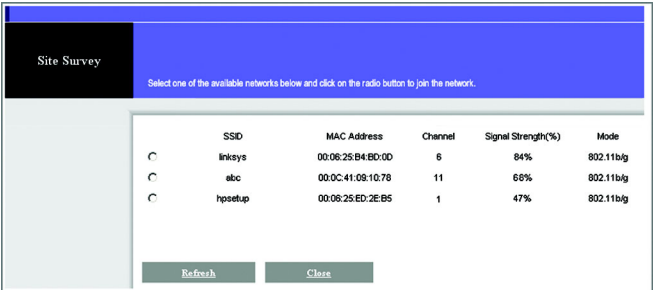 Site Survey
Select one of the available networks below and click on the radio button to join the network.
SSID MAC Address Channel Signal Strength(%) Mode
linksys 00:06:25:B4:BD:0D 6 84% 802.11b/g
abc 00:0C:41:09:10:78 11 68% 802.11b/g
hpsetup 00:06:25:ED:2E:B5 1 47% 802.11b/g
Refresh Close